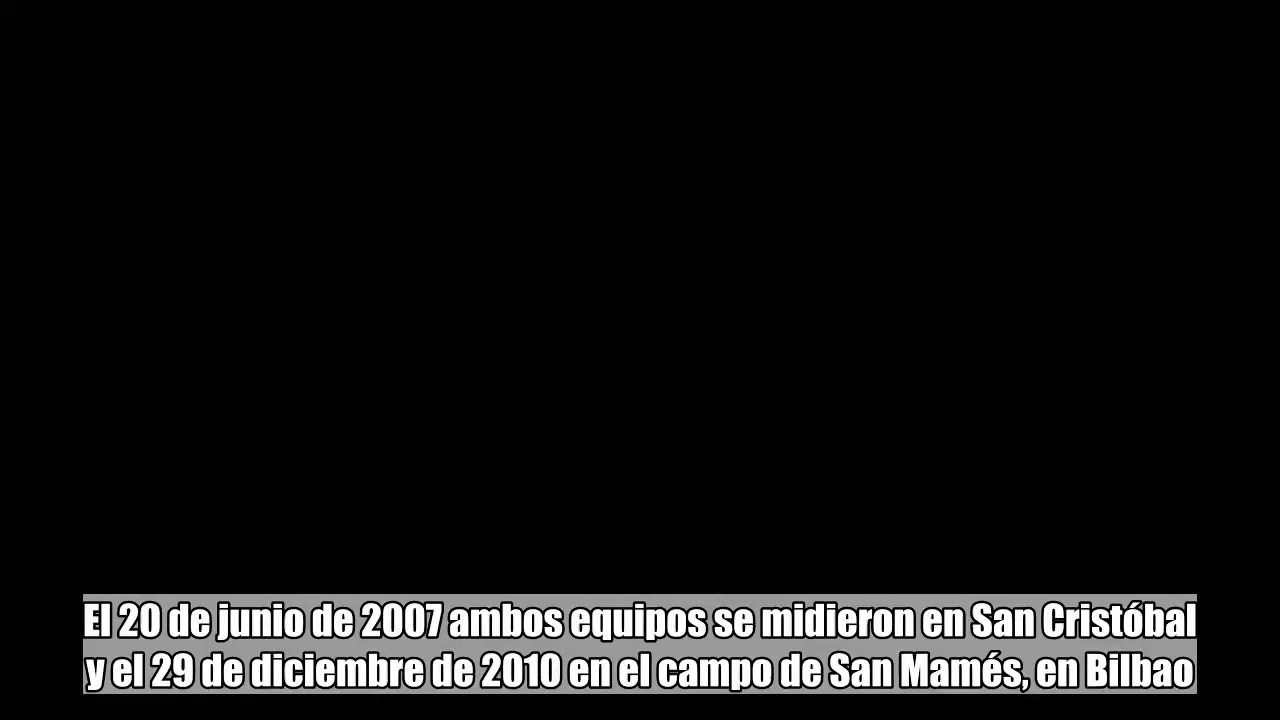 El 20 de junio de 2007 ambos equipos se midieron en San Cristóbal
y el 29 de diciembre de 2010 en el campo de San Mamés, en Bilbao